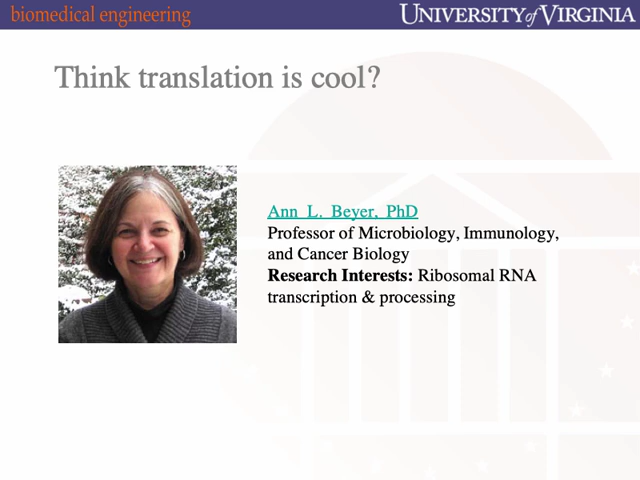 biomedical engineering
UNIVERSITY of VIRGINIA
Think translation is cool?
Ann L. Beyer, PhD
Professor of Microbiology, Immunology,
and Cancer Biology
Research Interests: Ribosomal RNA
transcription & processing